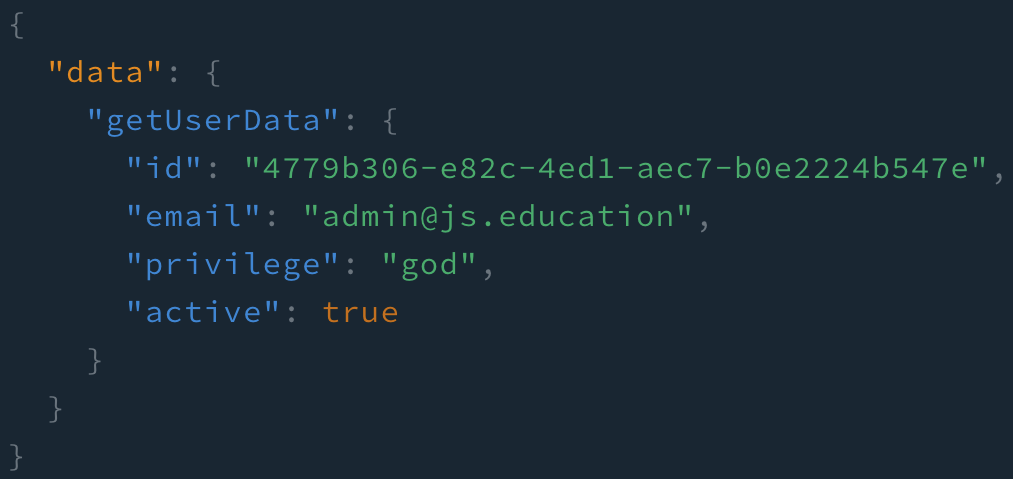 {
  "data": {
    "getUserData": {
      "id": "4779b306-e82c-4ed1-aec7-b0e2224b547e",
      "email": "admin@js.education",
      "privilege": "god",
      "active": true
    }
  }
}